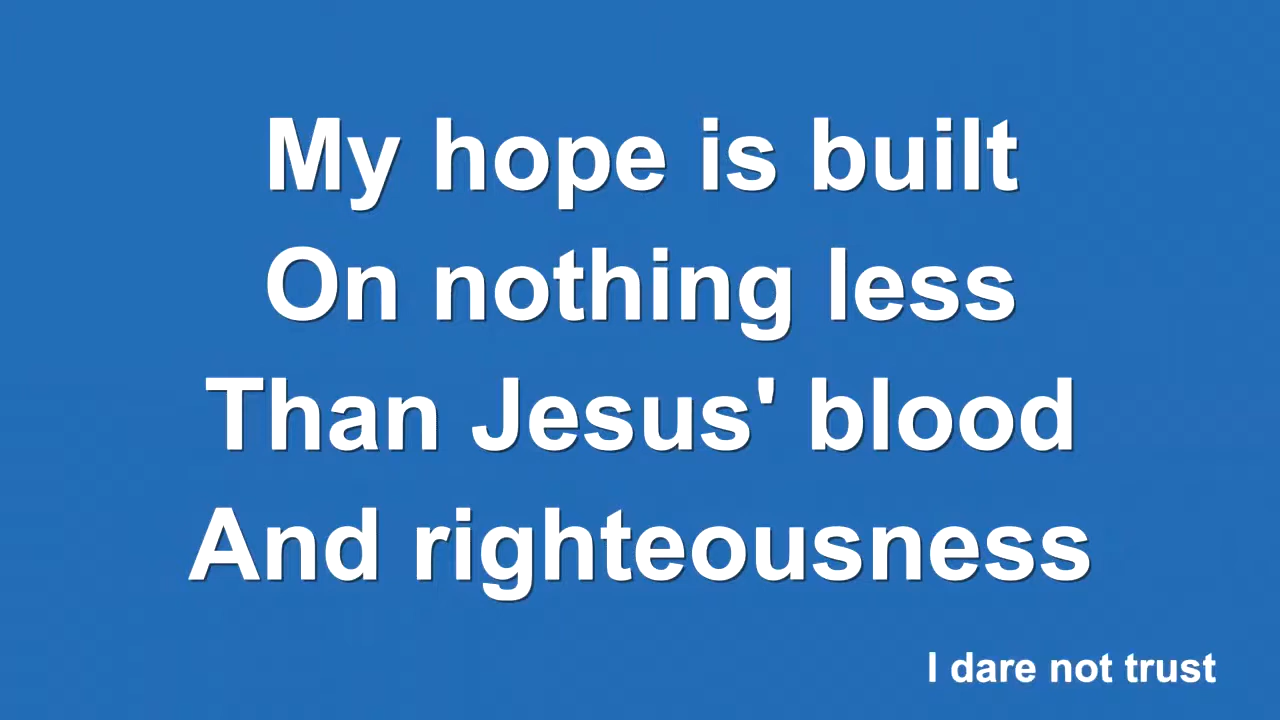 My hope is built
On nothing less
Than Jesus' blood
And righteousness
I dare not trust